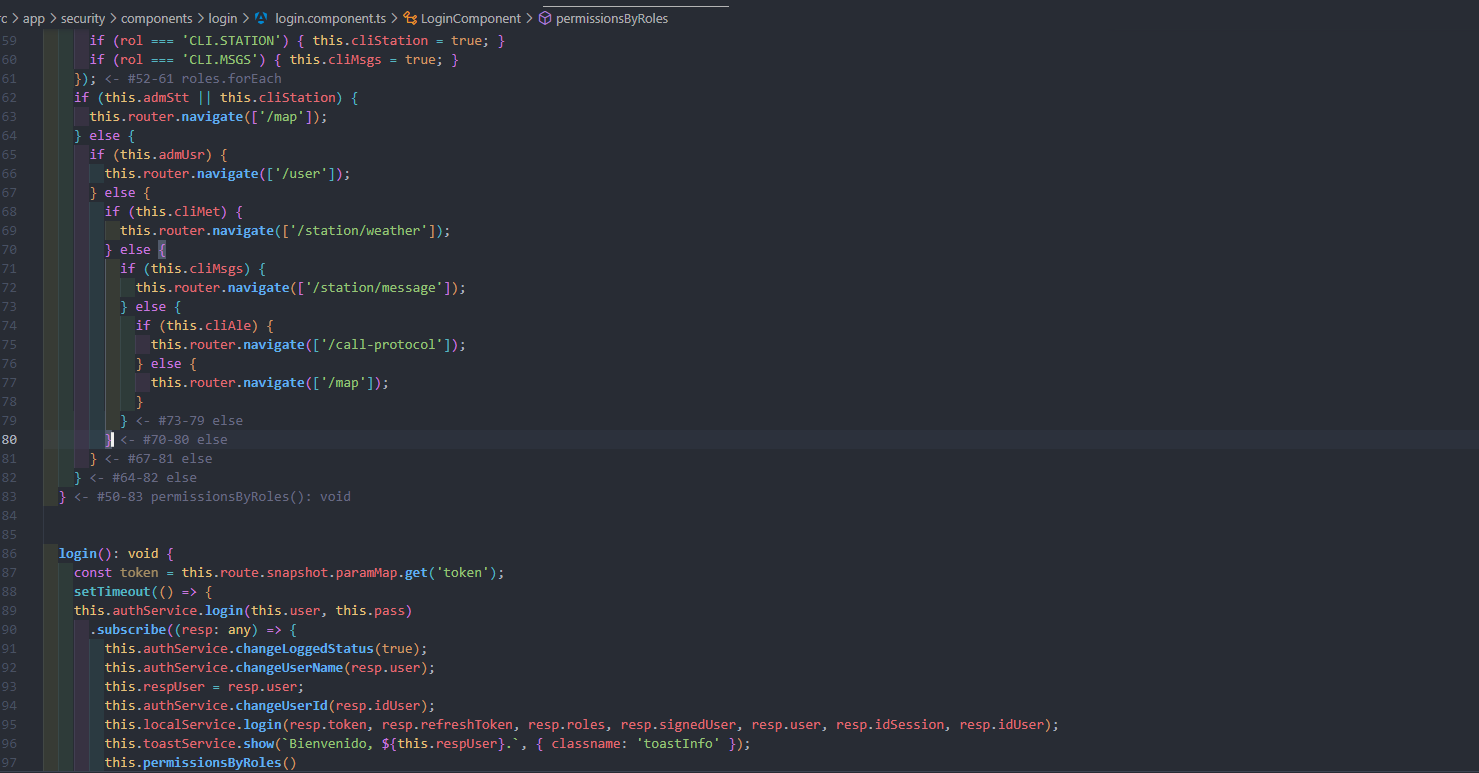 rc > app > security > components > login > login.component.ts > LoginComponent > permissionsByRoles
59 if (rol === 'CLI.STATION') { this.cliStation = true; }
60 if (rol === 'CLI.MSGS') { this.cliMsgs = true; }
61 }); <- #52-61 roles.forEach
62 if (this.admStt || this.cliStation) {
63 this.router.navigate(['/map']);
64 } else {
65 if (this.admUsr) {
66 this.router.navigate(['/user']);
67 } else {
68 if (this.cliMet) {
69 this.router.navigate(['/station/weather']);
70 } else {
71 if (this.cliMsgs) {
72 this.router.navigate(['/station/message']);
73 } else {
74 if (this.cliAle) {
75 this.router.navigate(['/call-protocol']);
76 } else {
77 this.router.navigate(['/map']);
78 }
79 } <- #73-79 else
80 } <- #70-80 else
81 } <- #67-81 else
82 } <- #64-82 else
83 } <- #50-83 permissionsByRoles(): void
84
85
86 login(): void {
87 const token = this.route.snapshot.paramMap.get('token');
88 setTimeout(() => {
89 this.authService.login(this.user, this.pass)
90 .subscribe((resp: any) => {
91 this.authService.changeLoggedStatus(true);
92 this.authService.changeUserName(resp.user);
93 this.respUser = resp.user;
94 this.authService.changeUserId(resp.idUser);
95 this.localService.login(resp.token, resp.refreshToken, resp.roles, resp.signedUser, resp.user, resp.idSession, resp.idUser);
96 this.toastService.show(`Bienvenido, ${this.respUser}.`, { classname: 'toastInfo' });
97 this.permissionsByRoles()